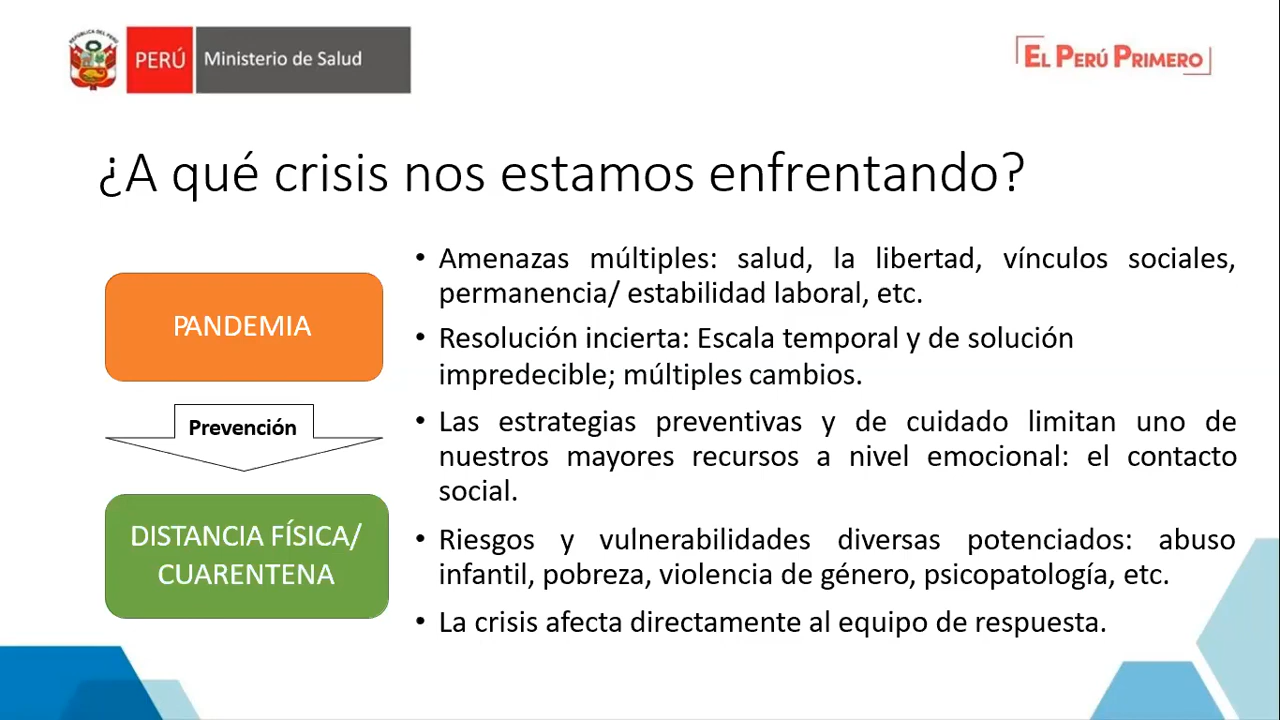 REPÚBLICA DEL PERÚ
PERÚ
Ministerio de Salud
EL PERÚ PRIMERO
¿A qué crisis nos estamos enfrentando?
PANDEMIA
Prevención
DISTANCIA FÍSICA/
CUARENTENA
• Amenazas múltiples: salud, la libertad, vínculos sociales,
permanencia/ estabilidad laboral, etc.
• Resolución incierta: Escala temporal y de solución
impredecible; múltiples cambios.
• Las estrategias preventivas y de cuidado limitan uno de
nuestros mayores recursos a nivel emocional: el contacto
social.
• Riesgos y vulnerabilidades diversas potenciados: abuso
infantil, pobreza, violencia de género, psicopatología, etc.
• La crisis afecta directamente al equipo de respuesta.